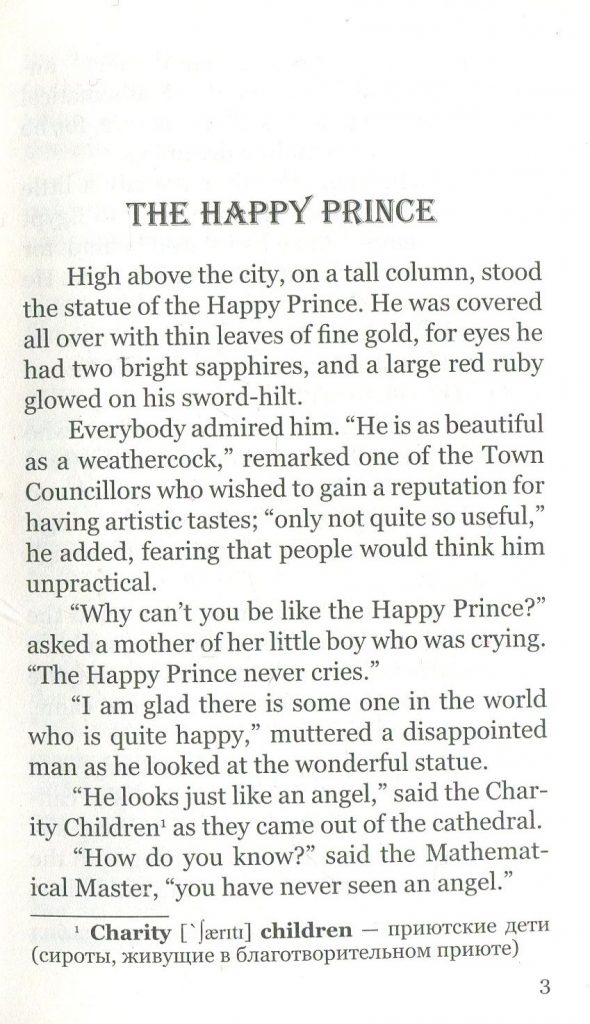 THE HAPPY PRINCE
High above the city, on a tall column, stood
the statue of the Happy Prince. He was covered
all over with thin leaves of fine gold, for eyes he
had two bright sapphires, and a large red ruby
glowed on his sword-hilt.
Everybody admired him. “He is as beautiful
as a weathercock,” remarked one of the Town
Councillors who wished to gain a reputation for
having artistic tastes; “only not quite so useful,”
he added, fearing that people would think him
unpractical.
“Why can’t you be like the Happy Prince?”
asked a mother of her little boy who was crying.
“The Happy Prince never cries.”
“I am glad there is some one in the world
who is quite happy,” muttered a disappointed
man as he looked at the wonderful statue.
“He looks just like an angel,” said the Char-
ity Children¹ as they came out of the cathedral.
“How do you know?” said the Mathemat-
ical Master, “you have never seen an angel.”
¹ Charity [ˋʃærıtı] children — приютские дети
(сироты, живущие в благотворительном приюте)
3